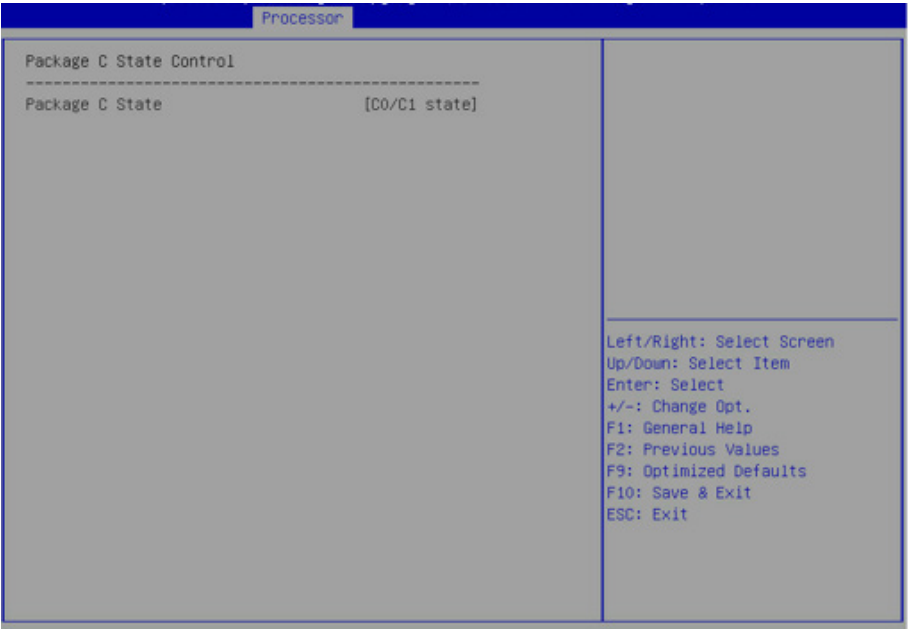 Processor
Package C State Control
------------------------------------------------
Package C State [C0/C1 state]
Left/Right: Select Screen
Up/Down: Select Item
Enter: Select
+/-: Change Opt.
F1: General Help
F2: Previous Values
F9: Optimized Defaults
F10: Save & Exit
ESC: Exit